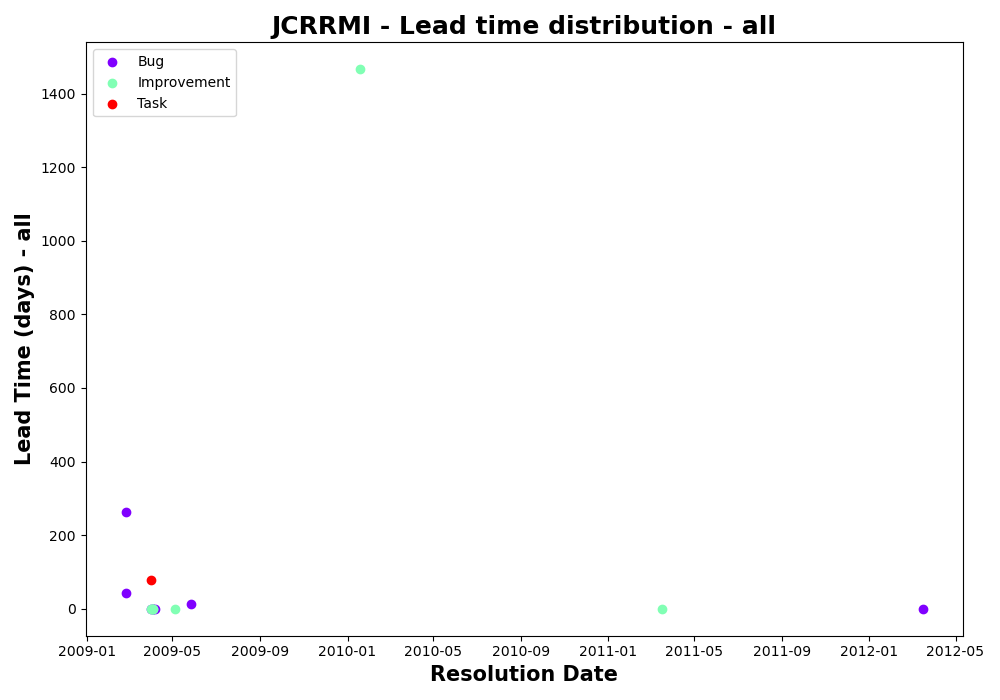 JCRRMI - Lead time distribution - all
Bug
Improvement
Task
Lead Time (days) - all
1400
1200
1000
800
600
400
200
0
2009-01 2009-05 2009-09 2010-01 2010-05 2010-09 2011-01 2011-05 2011-09 2012-01 2012-05
Resolution Date